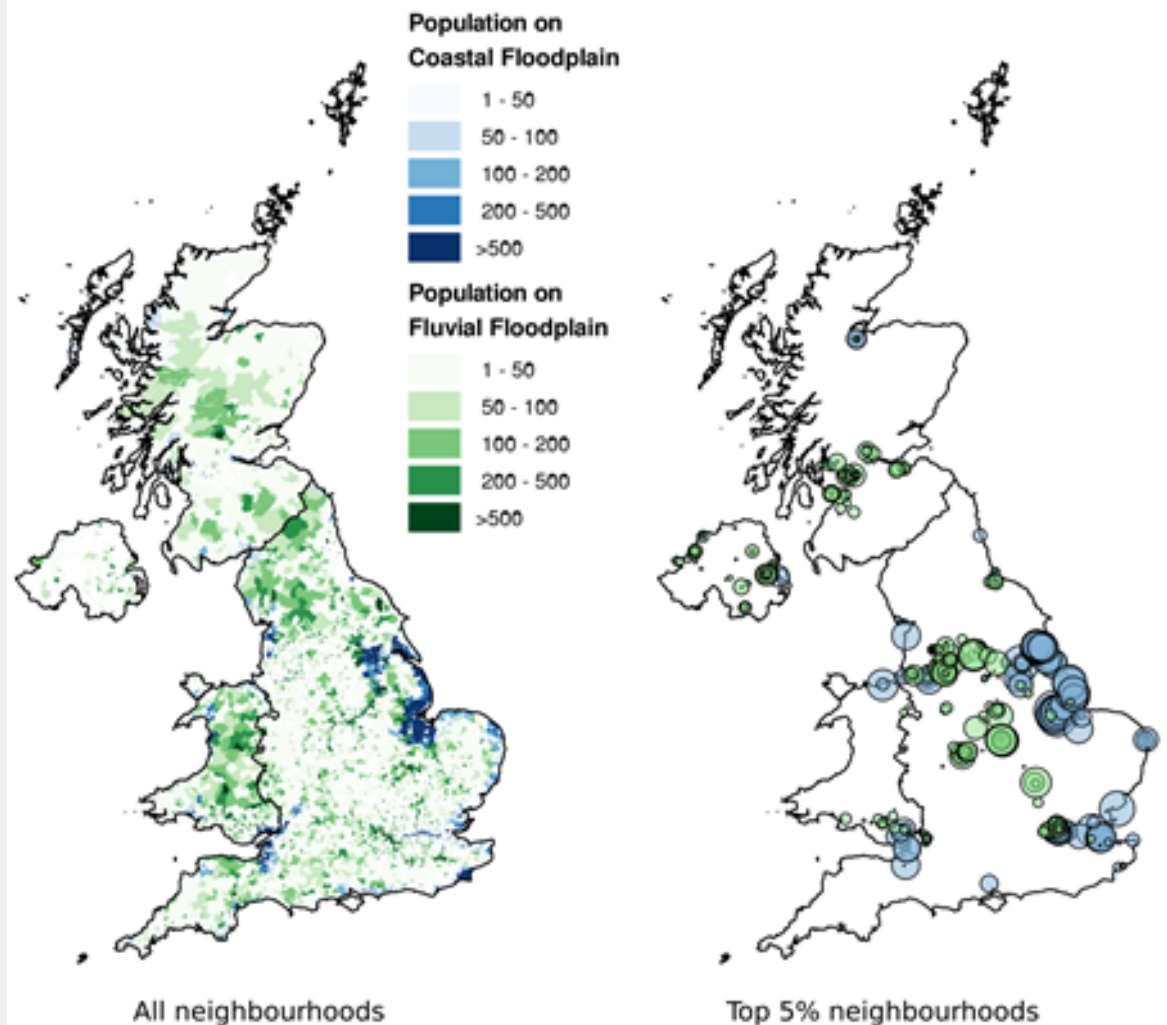 Population on
Coastal Floodplain
1 - 50
50 - 100
100 - 200
200 - 500
>500
Population on
Fluvial Floodplain
1 - 50
50 - 100
100 - 200
200 - 500
>500
All neighbourhoods
Top 5% neighbourhoods